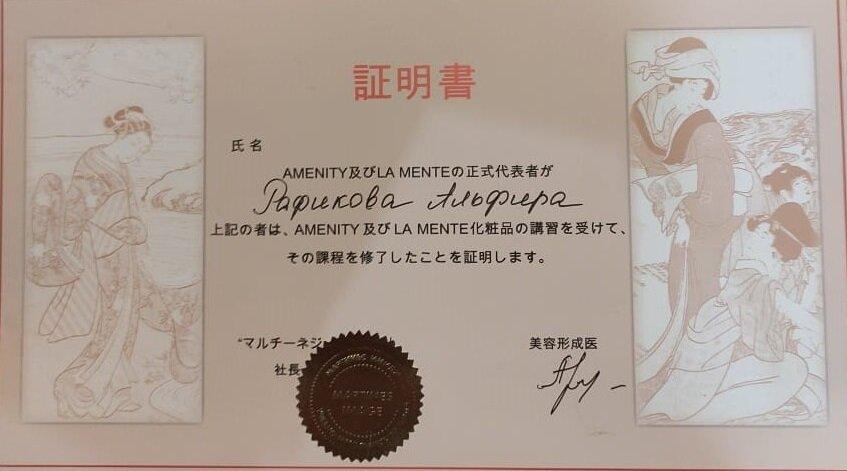 証明書
氏名
AMENITY及びLA MENTEの正式代表者が
Рафикова Альфира
上記の者は、AMENITY及びLA MENTE化粧品の講習を受けて、
その課程を修了したことを証明します。
"マルチーネジ
美容形成医
社長
MARTINES IMAGE